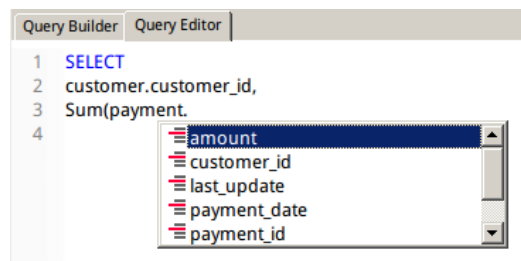 Query Builder Query Editor
1 SELECT
2 customer.customer_id,
3 Sum(payment.
4
amount
customer_id
last_update
payment_date
payment_id